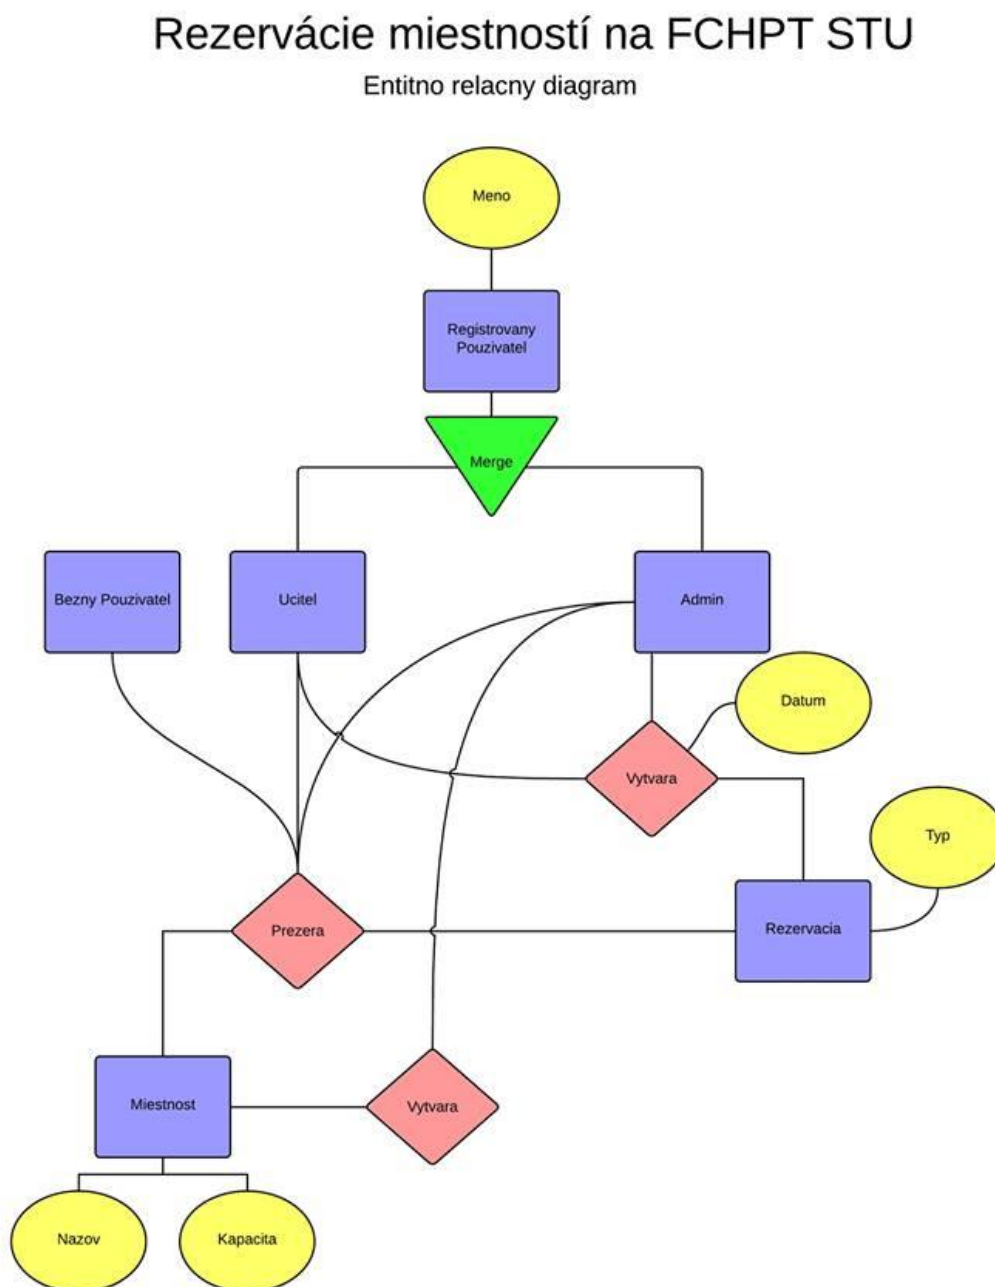 Rezervácie miestností na FCHPT STU
Entitno relacny diagram
Meno
Registrovany
Pouzivatel
Merge
Bezny Pouzivatel
Ucitel
Admin
Datum
Vytvara
Typ
Prezera
Rezervacia
Miestnost
Vytvara
Nazov
Kapacita